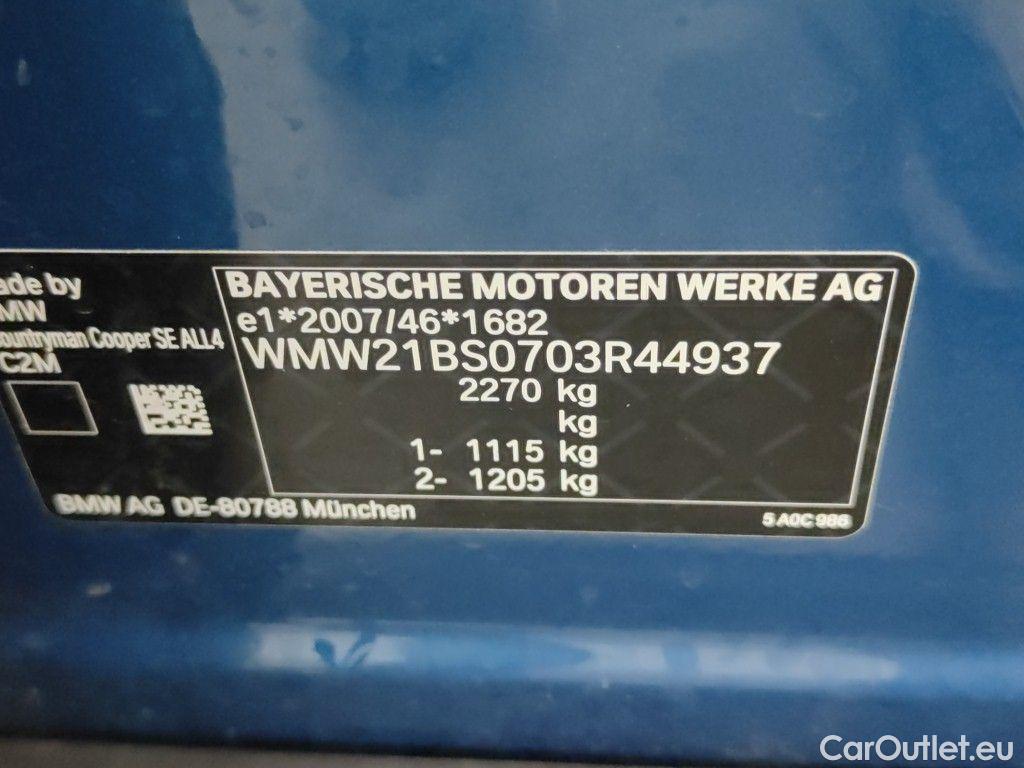 ade by
MW
ountryman Cooper SE ALL4
C2M
BAYERISCHE MOTOREN WERKE AG
e1*2007/46*1682
WMW21BS0703R44937
2270 kg
kg
1- 1115 kg
2- 1205 kg
BMW AG DE-80788 München
5 A0C 986
CarOutlet.eu